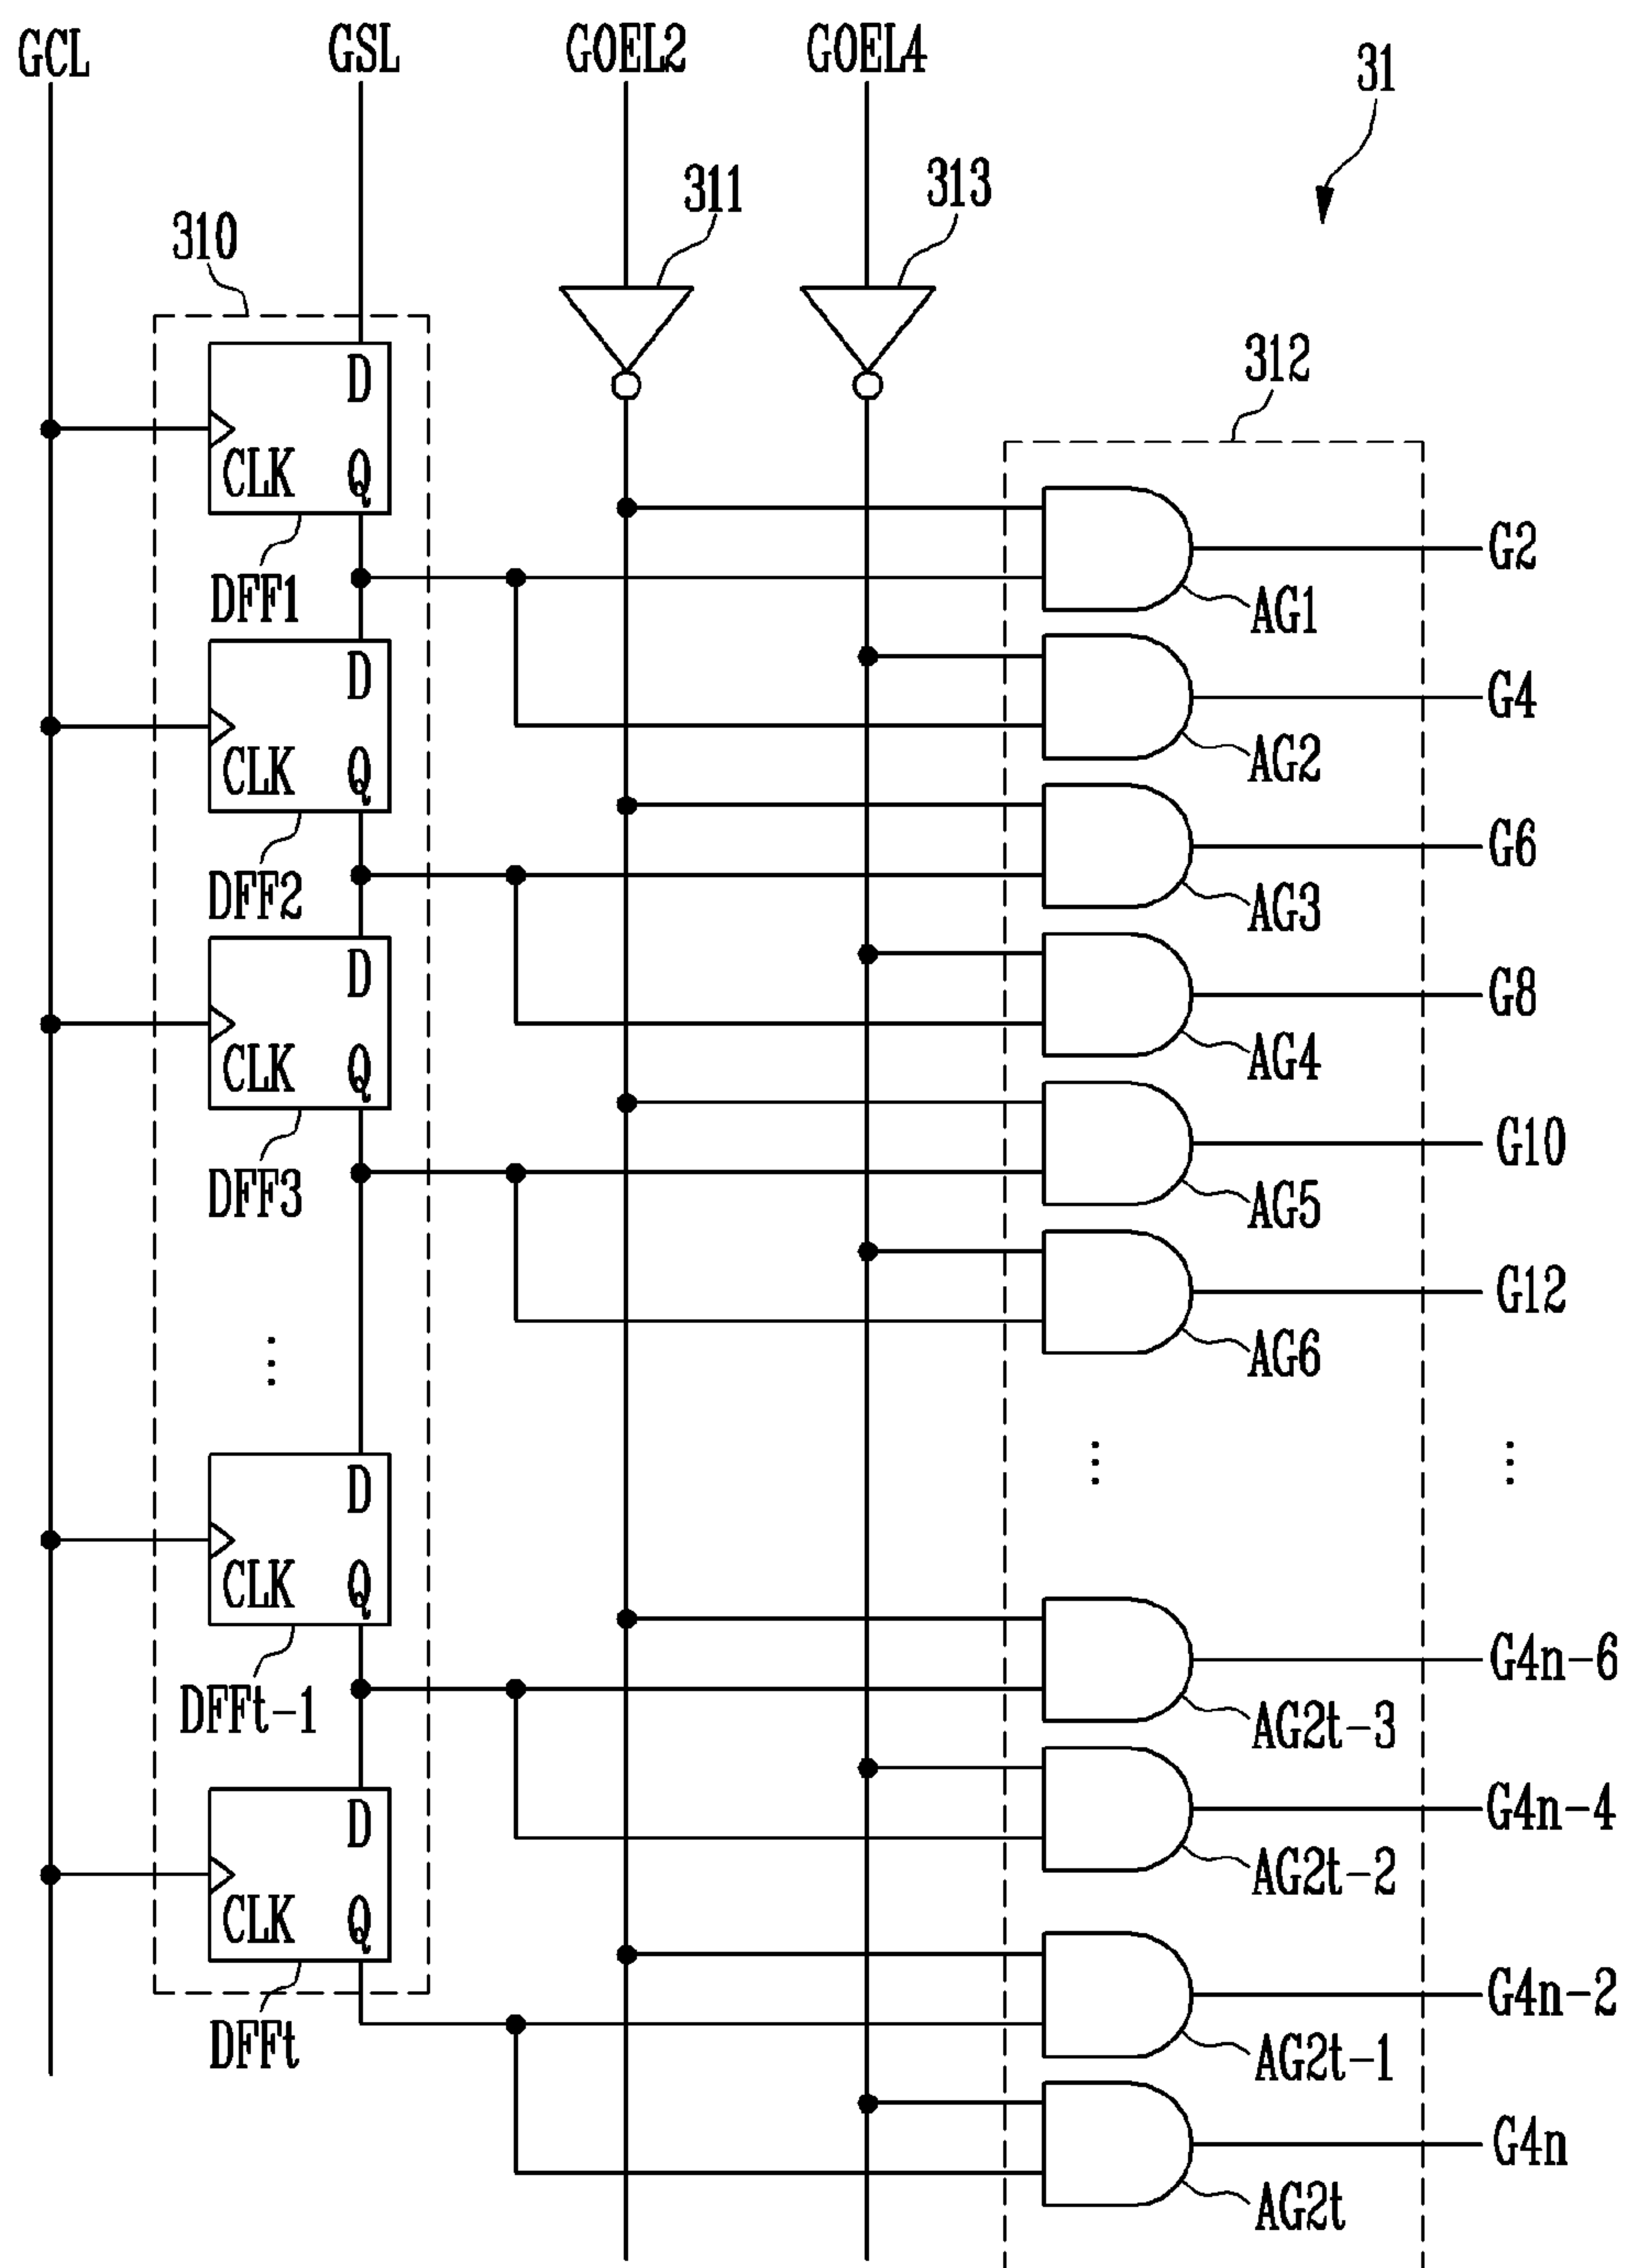 GCL
GSL
GOEL2
GOEL4
31
311
313
310
312
D
CLK
Q
DFF1
G2
AG1
D
CLK
Q
DFF2
G4
AG2
G6
AG3
D
CLK
Q
DFF3
G8
AG4
G10
AG5
G12
AG6
⋮
⋮
⋮
D
CLK
Q
DFFt-1
G4n-6
AG2t-3
G4n-4
AG2t-2
D
CLK
Q
DFFt
G4n-2
AG2t-1
G4n
AG2t